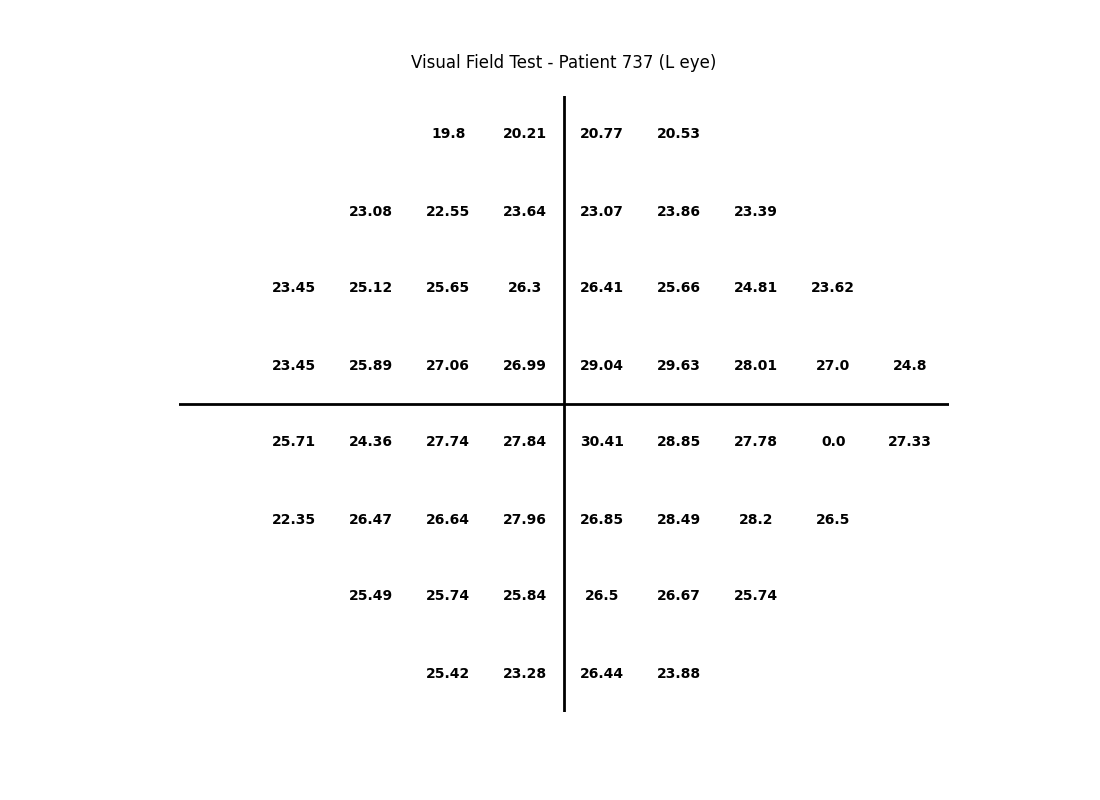 Visual Field Test - Patient 737 (L eye)
19.8 20.21 20.77 20.53
23.08 22.55 23.64 23.07 23.86 23.39
23.45 25.12 25.65 26.3 26.41 25.66 24.81 23.62
23.45 25.89 27.06 26.99 29.04 29.63 28.01 27.0 24.8
25.71 24.36 27.74 27.84 30.41 28.85 27.78 0.0 27.33
22.35 26.47 26.64 27.96 26.85 28.49 28.2 26.5
25.49 25.74 25.84 26.5 26.67 25.74
25.42 23.28 26.44 23.88